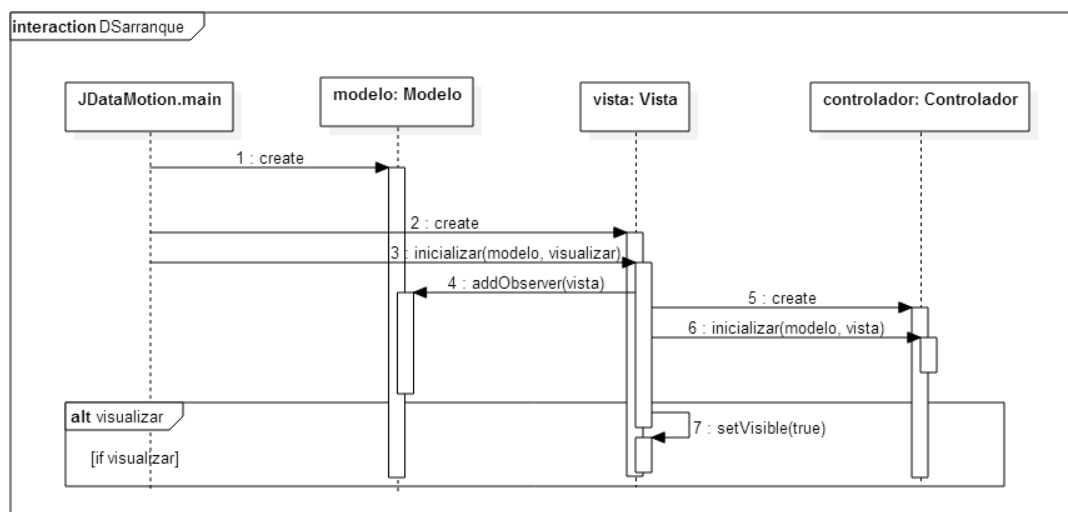 interaction DSarranque
JDataMotion.main
modelo: Modelo
vista: Vista
controlador: Controlador
1 : create
2 : create
3 : inicializar(modelo, visualizar)
4 : addObserver(vista)
5 : create
6 : inicializar(modelo, vista)
alt visualizar
7 : setVisible(true)
[if visualizar]